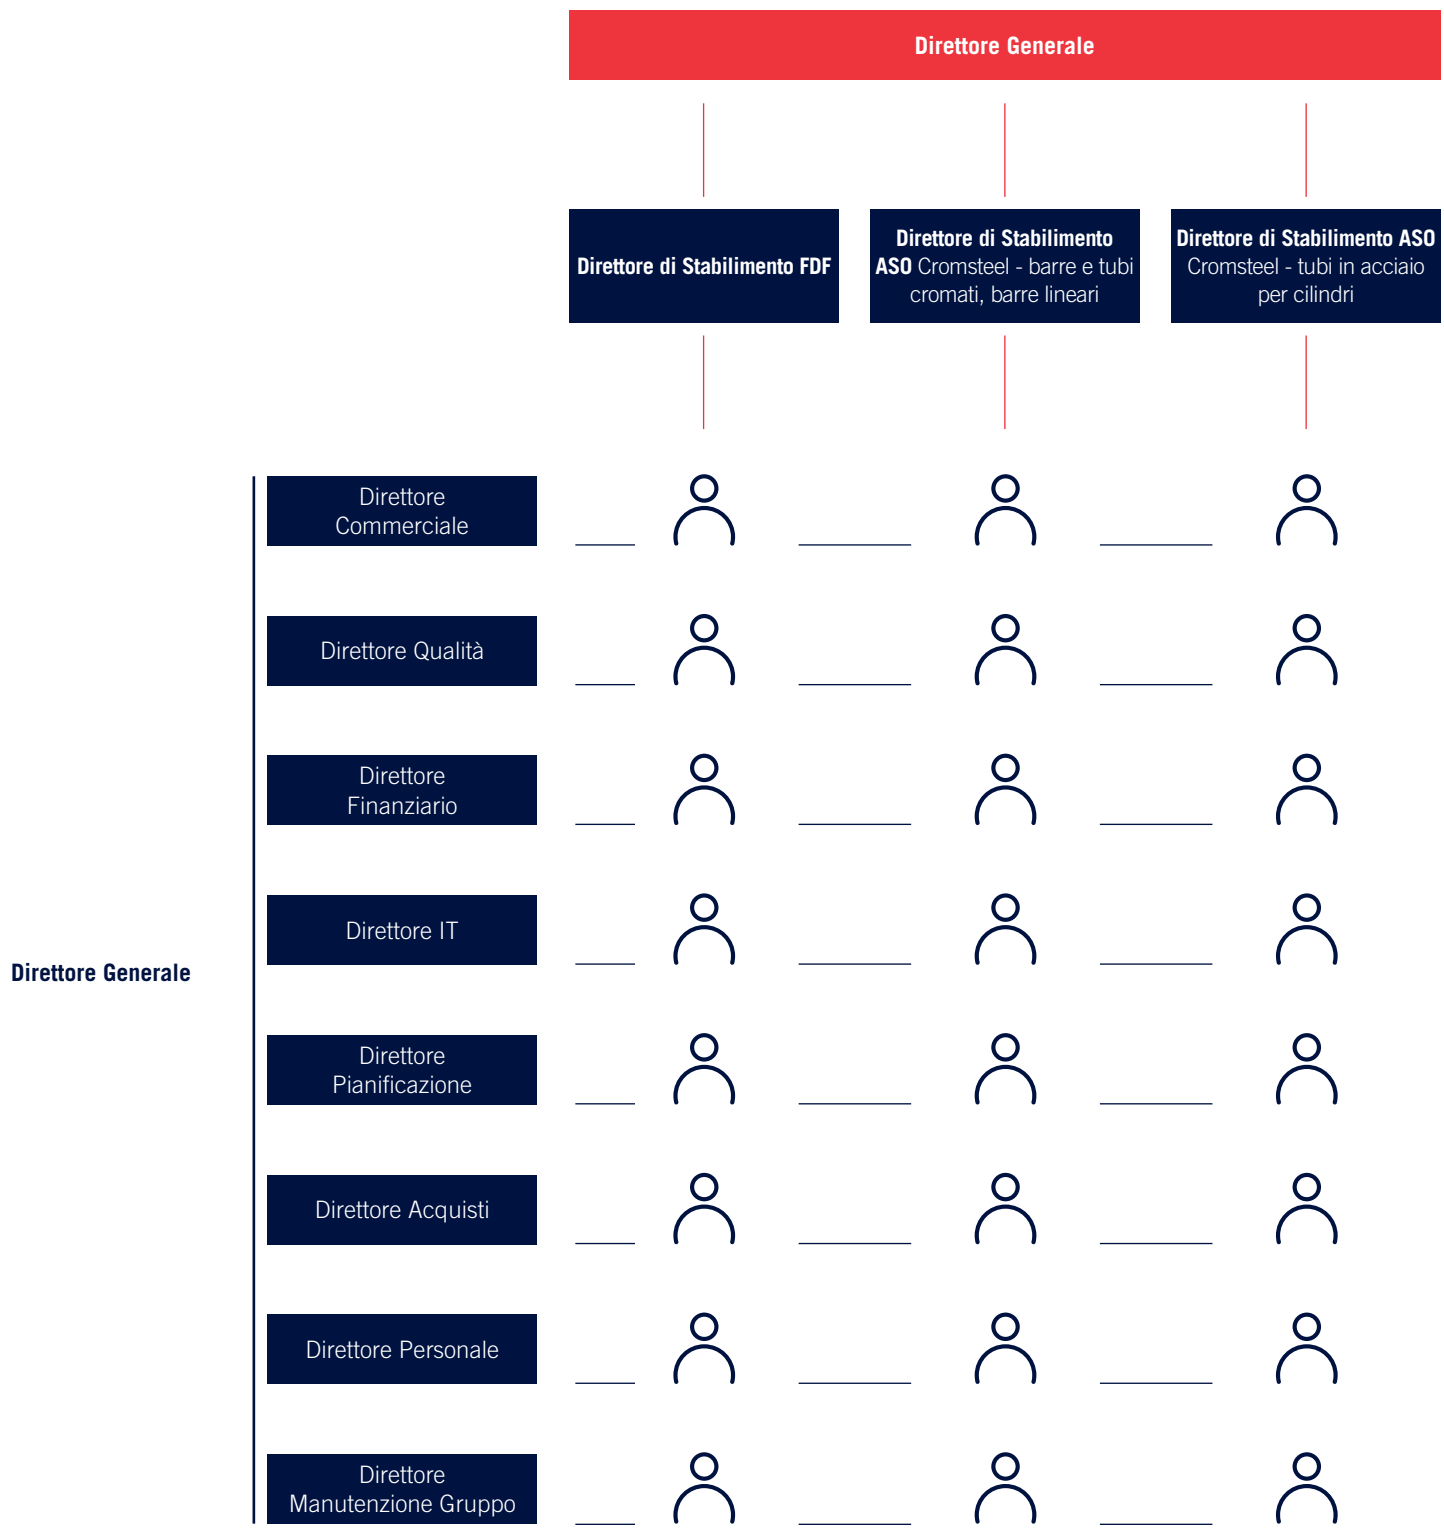 Direttore Generale
Direttore di Stabilimento FDF
Direttore di Stabilimento
ASO Cromsteel - barre e tubi
cromati, barre lineari
Direttore di Stabilimento ASO
Cromsteel - tubi in acciaio
per cilindri
Direttore Generale
Direttore
Commerciale
Direttore Qualità
Direttore
Finanziario
Direttore IT
Direttore
Pianificazione
Direttore Acquisti
Direttore Personale
Direttore
Manutenzione Gruppo